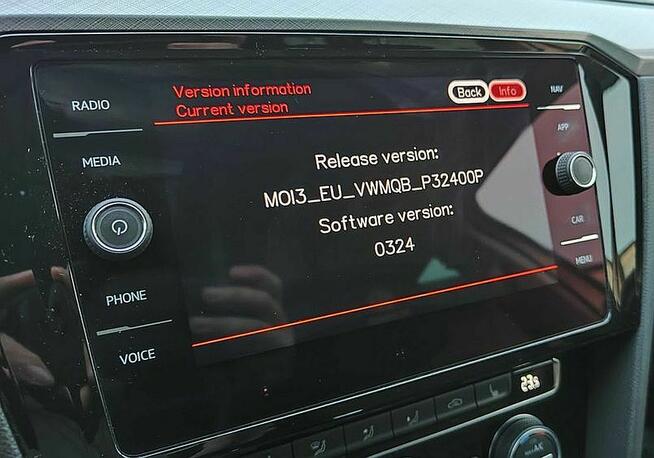 Version information
Current version
Back
Info
Release version:
MOI3_EU_VWMQB_P32400P
Software version:
0324
RADIO
MEDIA
PHONE
VOICE
NAV
APP
CAR
MENU